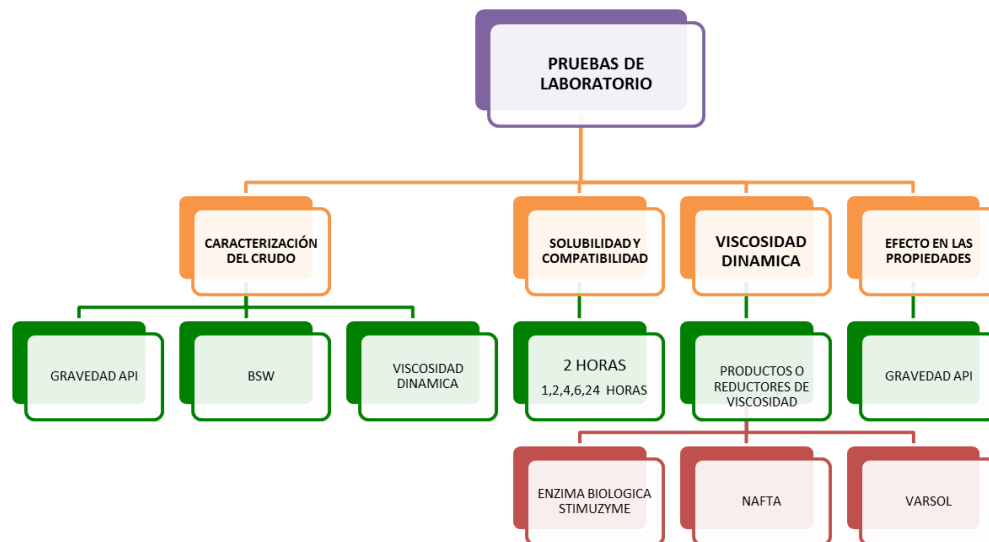 PRUEBAS DE
LABORATORIO
CARACTERIZACIÓN
DEL CRUDO
SOLUBILIDAD Y
COMPATIBILIDAD
VISCOSIDAD
DINAMICA
EFECTO EN LAS
PROPIEDADES
GRAVEDAD API
BSW
VISCOSIDAD
DINAMICA
2 HORAS
1,2,4,6,24 HORAS
PRODUCTOS O
REDUCTORES DE
VISCOSIDAD
GRAVEDAD API
ENZIMA BIOLOGICA
STIMUZYME
NAFTA
VARSOL